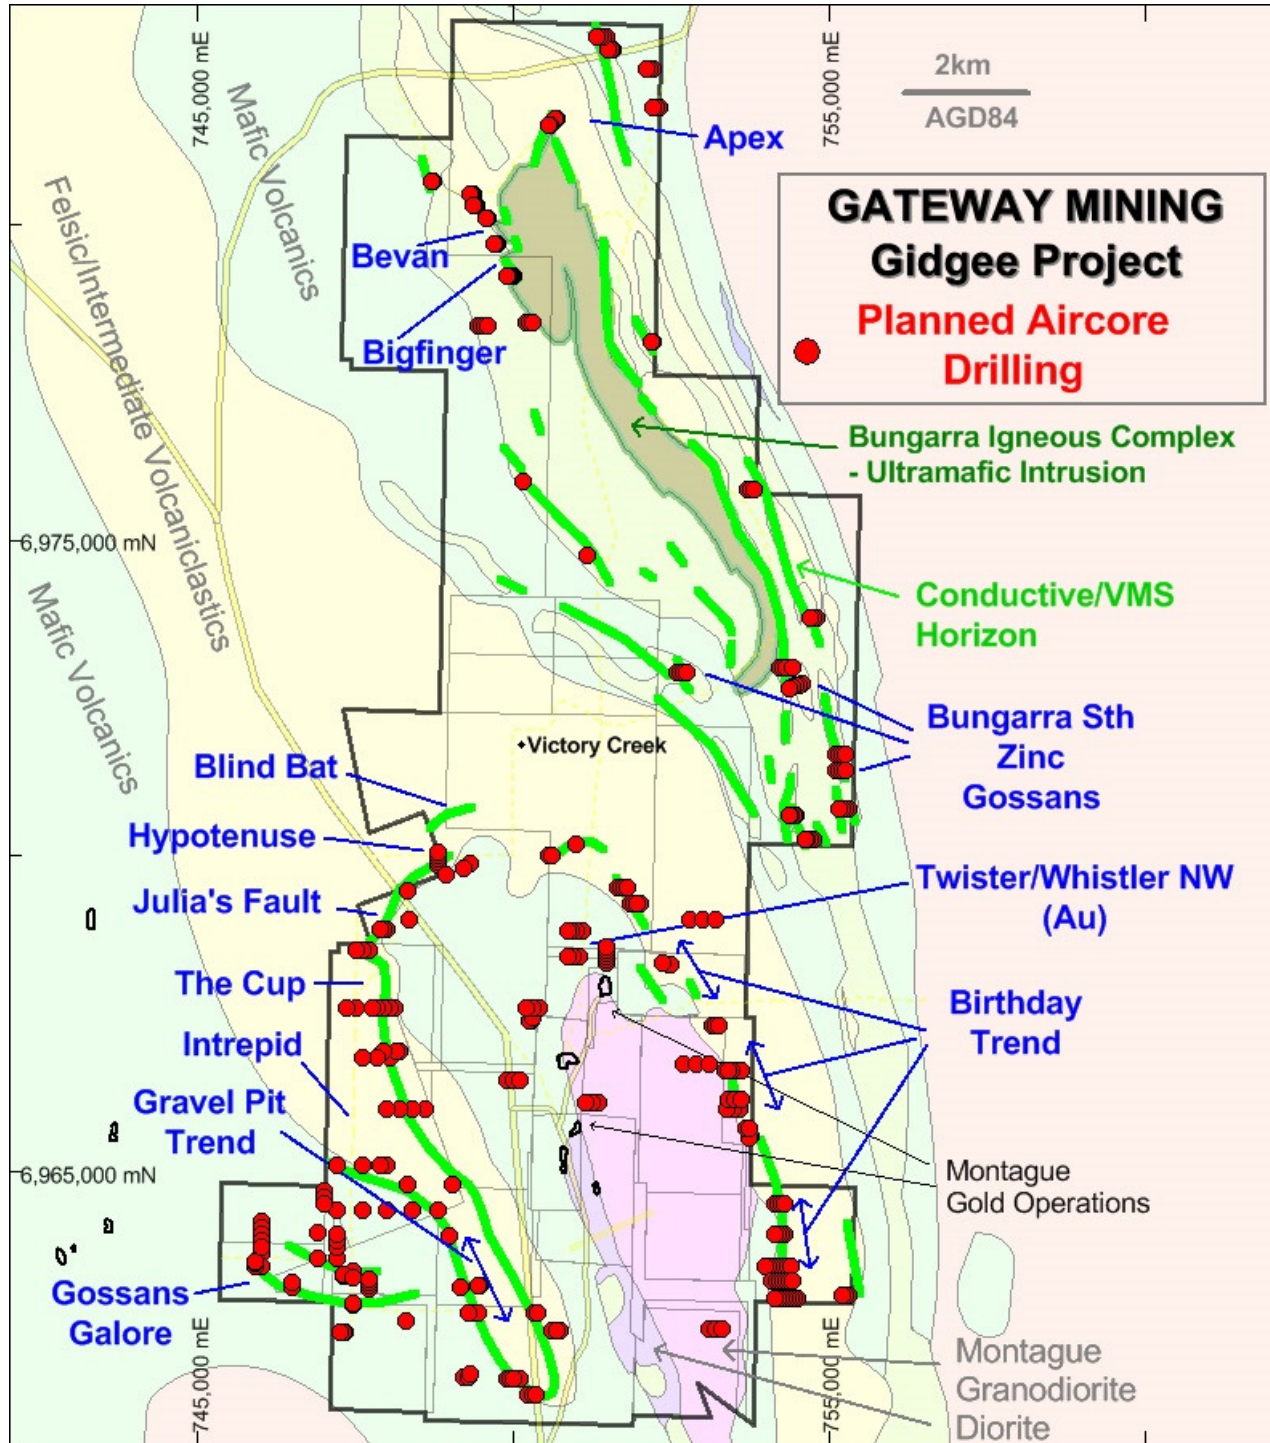 745,000 mE
755,000 mE
2km
AGD84
Apex
GATEWAY MINING
Gidgee Project
Planned Aircore
Drilling
Mafic Volcanics
Felsic/Intermediate Volcaniclastics
Mafic Volcanics
Bevan
Bigfinger
Bungarra Igneous Complex
- Ultramafic Intrusion
6,975,000 mN
Conductive/VMS
Horizon
Bungarra Sth
Zinc
Gossans
Victory Creek
Blind Bat
Hypotenuse
Julia's Fault
The Cup
Intrepid
Gravel Pit
Trend
Twister/Whistler NW
(Au)
Birthday
Trend
6,965,000 mN
Montague
Gold Operations
Gossans
Galore
745,000 mE
755,000 mE
Montague
Granodiorite
Diorite